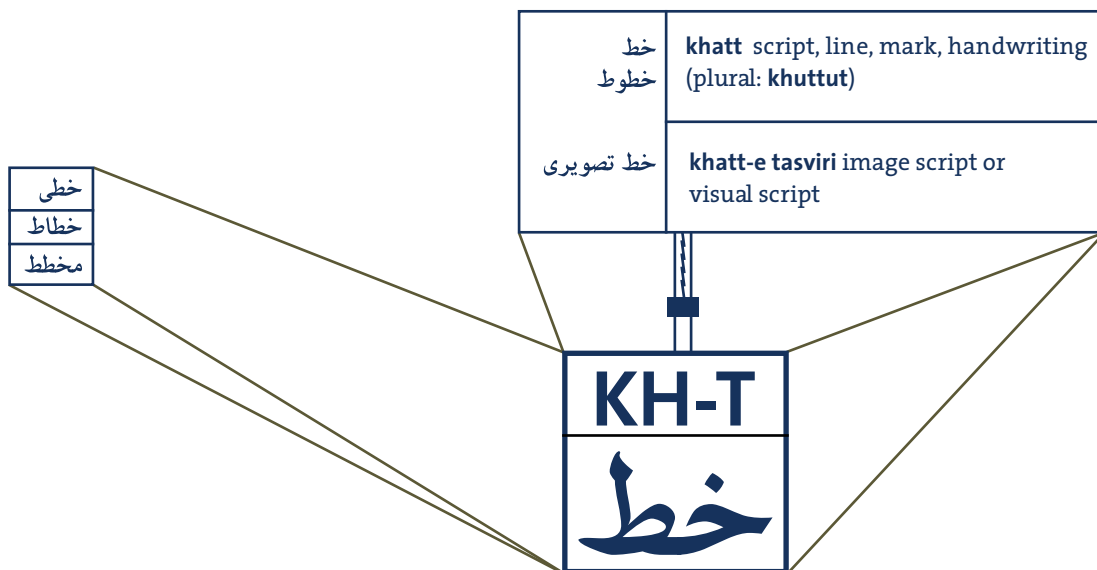 خط
خطوط
khatt script, line, mark, handwriting
(plural: khuttut)
خط تصویری
khatt-e tasviri image script or
visual script
خطی
خطاط
مخطط
KH-T
خط